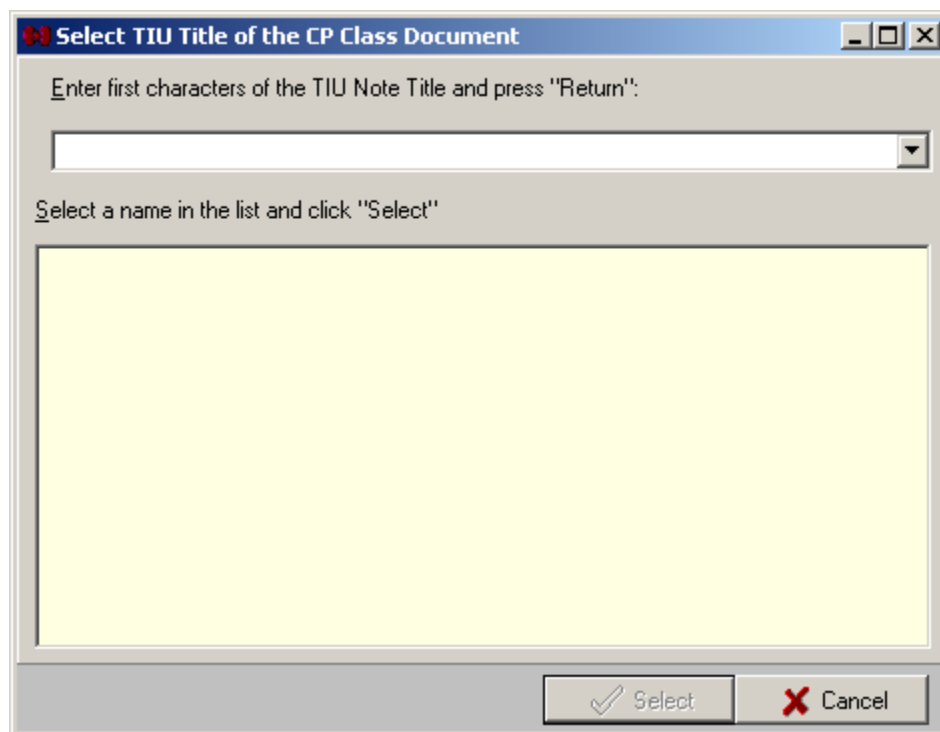 Select TIU Title of the CP Class Document
Enter first characters of the TIU Note Title and press "Return":
Select a name in the list and click "Select"
Select
Cancel